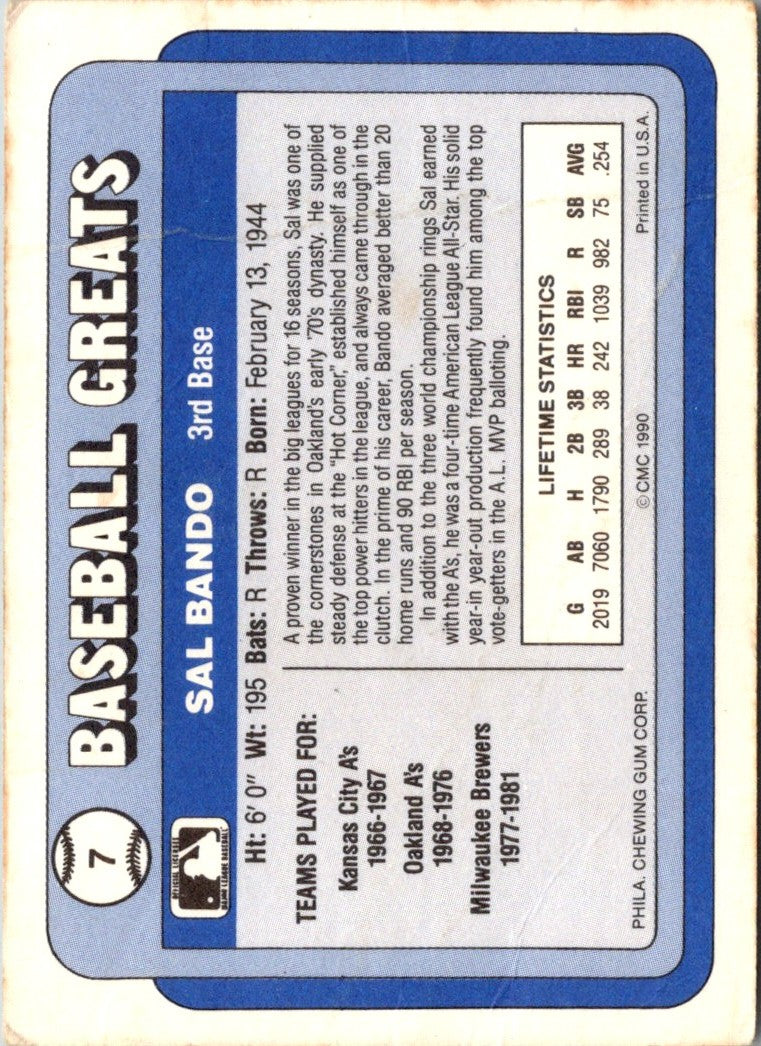 7
BASEBALL GREATS
OFFICIAL LICENSEE
MAJOR LEAGUE BASEBALL
SAL BANDO 3rd Base
Ht: 6' 0" Wt: 195 Bats: R Throws: R Born: February 13, 1944
TEAMS PLAYED FOR:
Kansas City A's
1966-1967
Oakland A's
1968-1976
Milwaukee Brewers
1977-1981
A proven winner in the big leagues for 16 seasons, Sal was one of
the cornerstones in Oakland's early '70's dynasty. He supplied
steady defense at the "Hot Corner," established himself as one of
the top power hitters in the league, and always came through in the
clutch. In the prime of his career, Bando averaged better than 20
home runs and 90 RBI per season.
In addition to the three world championship rings Sal earned
with the A's, he was a four-time American League All-Star. His solid
year-in year-out production frequently found him among the top
vote-getters in the A.L. MVP balloting.
LIFETIME STATISTICS
G AB H 2B 3B HR RBI R SB AVG
2019 7060 1790 289 38 242 1039 982 75 .254
PHILA. CHEWING GUM CORP. © CMC 1990 Printed in U.S.A.